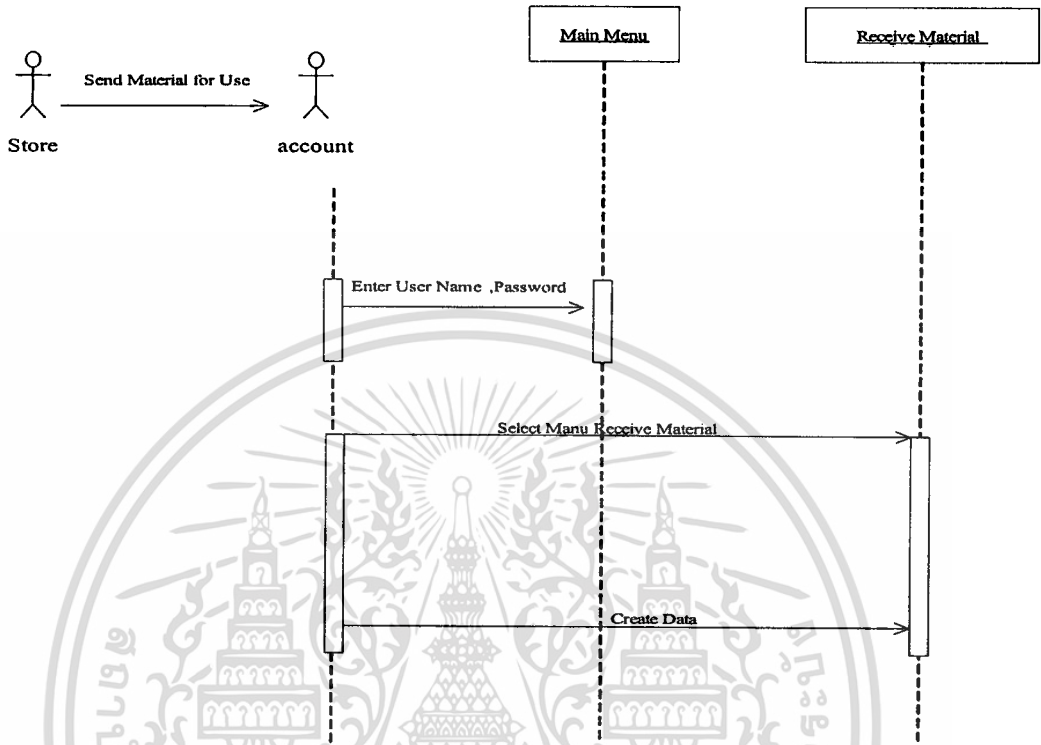 Main Menu
Receive Material
Send Material for Use
Store
account
Enter User Name ,Password
Select Manu Receive Material
Create Data